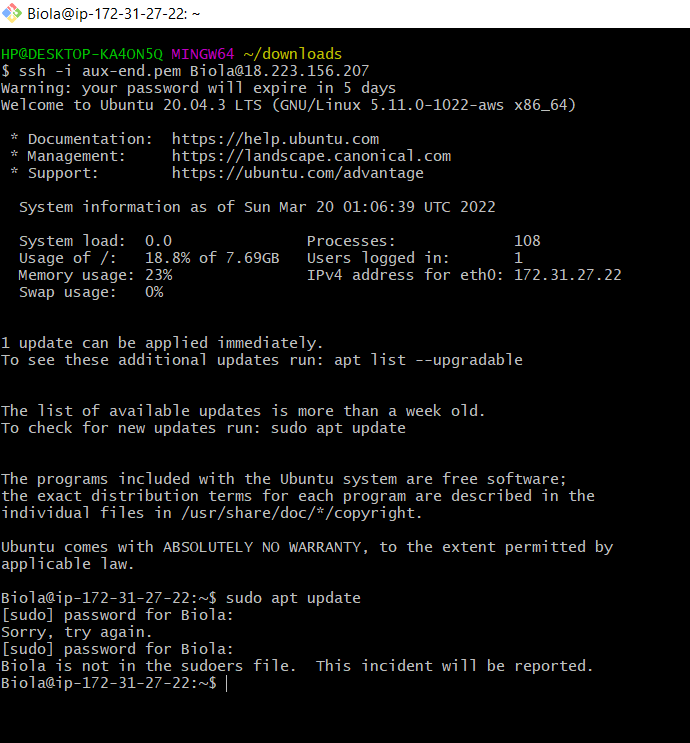 Biola@ip-172-31-27-22: ~
HP@DESKTOP-KA4ON5Q MINGW64 ~/downloads
$ ssh -i aux-end.pem Biola@18.223.156.207
Warning: your password will expire in 5 days
Welcome to Ubuntu 20.04.3 LTS (GNU/Linux 5.11.0-1022-aws x86_64)
* Documentation:  https://help.ubuntu.com
* Management:     https://landscape.canonical.com
* Support:        https://ubuntu.com/advantage
System information as of Sun Mar 20 01:06:39 UTC 2022
System load:  0.0               Processes:             108
Usage of /:   18.8% of 7.69GB   Users logged in:       1
Memory usage: 23%               IPv4 address for eth0: 172.31.27.22
Swap usage:   0%
1 update can be applied immediately.
To see these additional updates run: apt list --upgradable
The list of available updates is more than a week old.
To check for new updates run: sudo apt update
The programs included with the Ubuntu system are free software;
the exact distribution terms for each program are described in the
individual files in /usr/share/doc/*/copyright.
Ubuntu comes with ABSOLUTELY NO WARRANTY, to the extent permitted by
applicable law.
Biola@ip-172-31-27-22:~$ sudo apt update
[sudo] password for Biola:
Sorry, try again.
[sudo] password for Biola:
Biola is not in the sudoers file.  This incident will be reported.
Biola@ip-172-31-27-22:~$